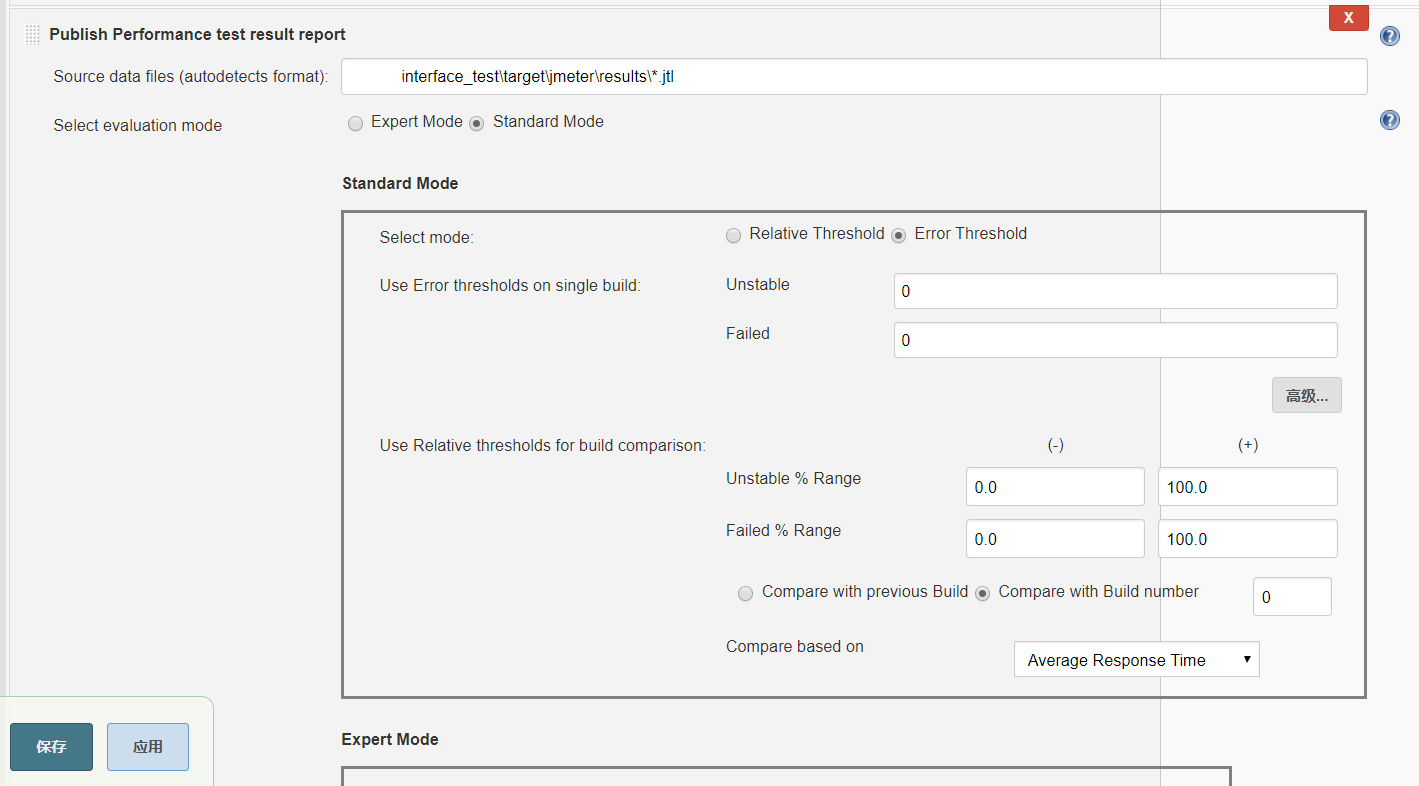 X
Publish Performance test result report
?
Source data files (autodetects format): interface_test\target\jmeter\results\*.jtl
Select evaluation mode Expert Mode Standard Mode
?
Standard Mode
Select mode: Relative Threshold Error Threshold
Use Error thresholds on single build: Unstable 0
Failed 0
高级...
Use Relative thresholds for build comparison: (-) (+)
Unstable % Range 0.0 100.0
Failed % Range 0.0 100.0
Compare with previous Build Compare with Build number 0
Compare based on Average Response Time
保存 应用
Expert Mode